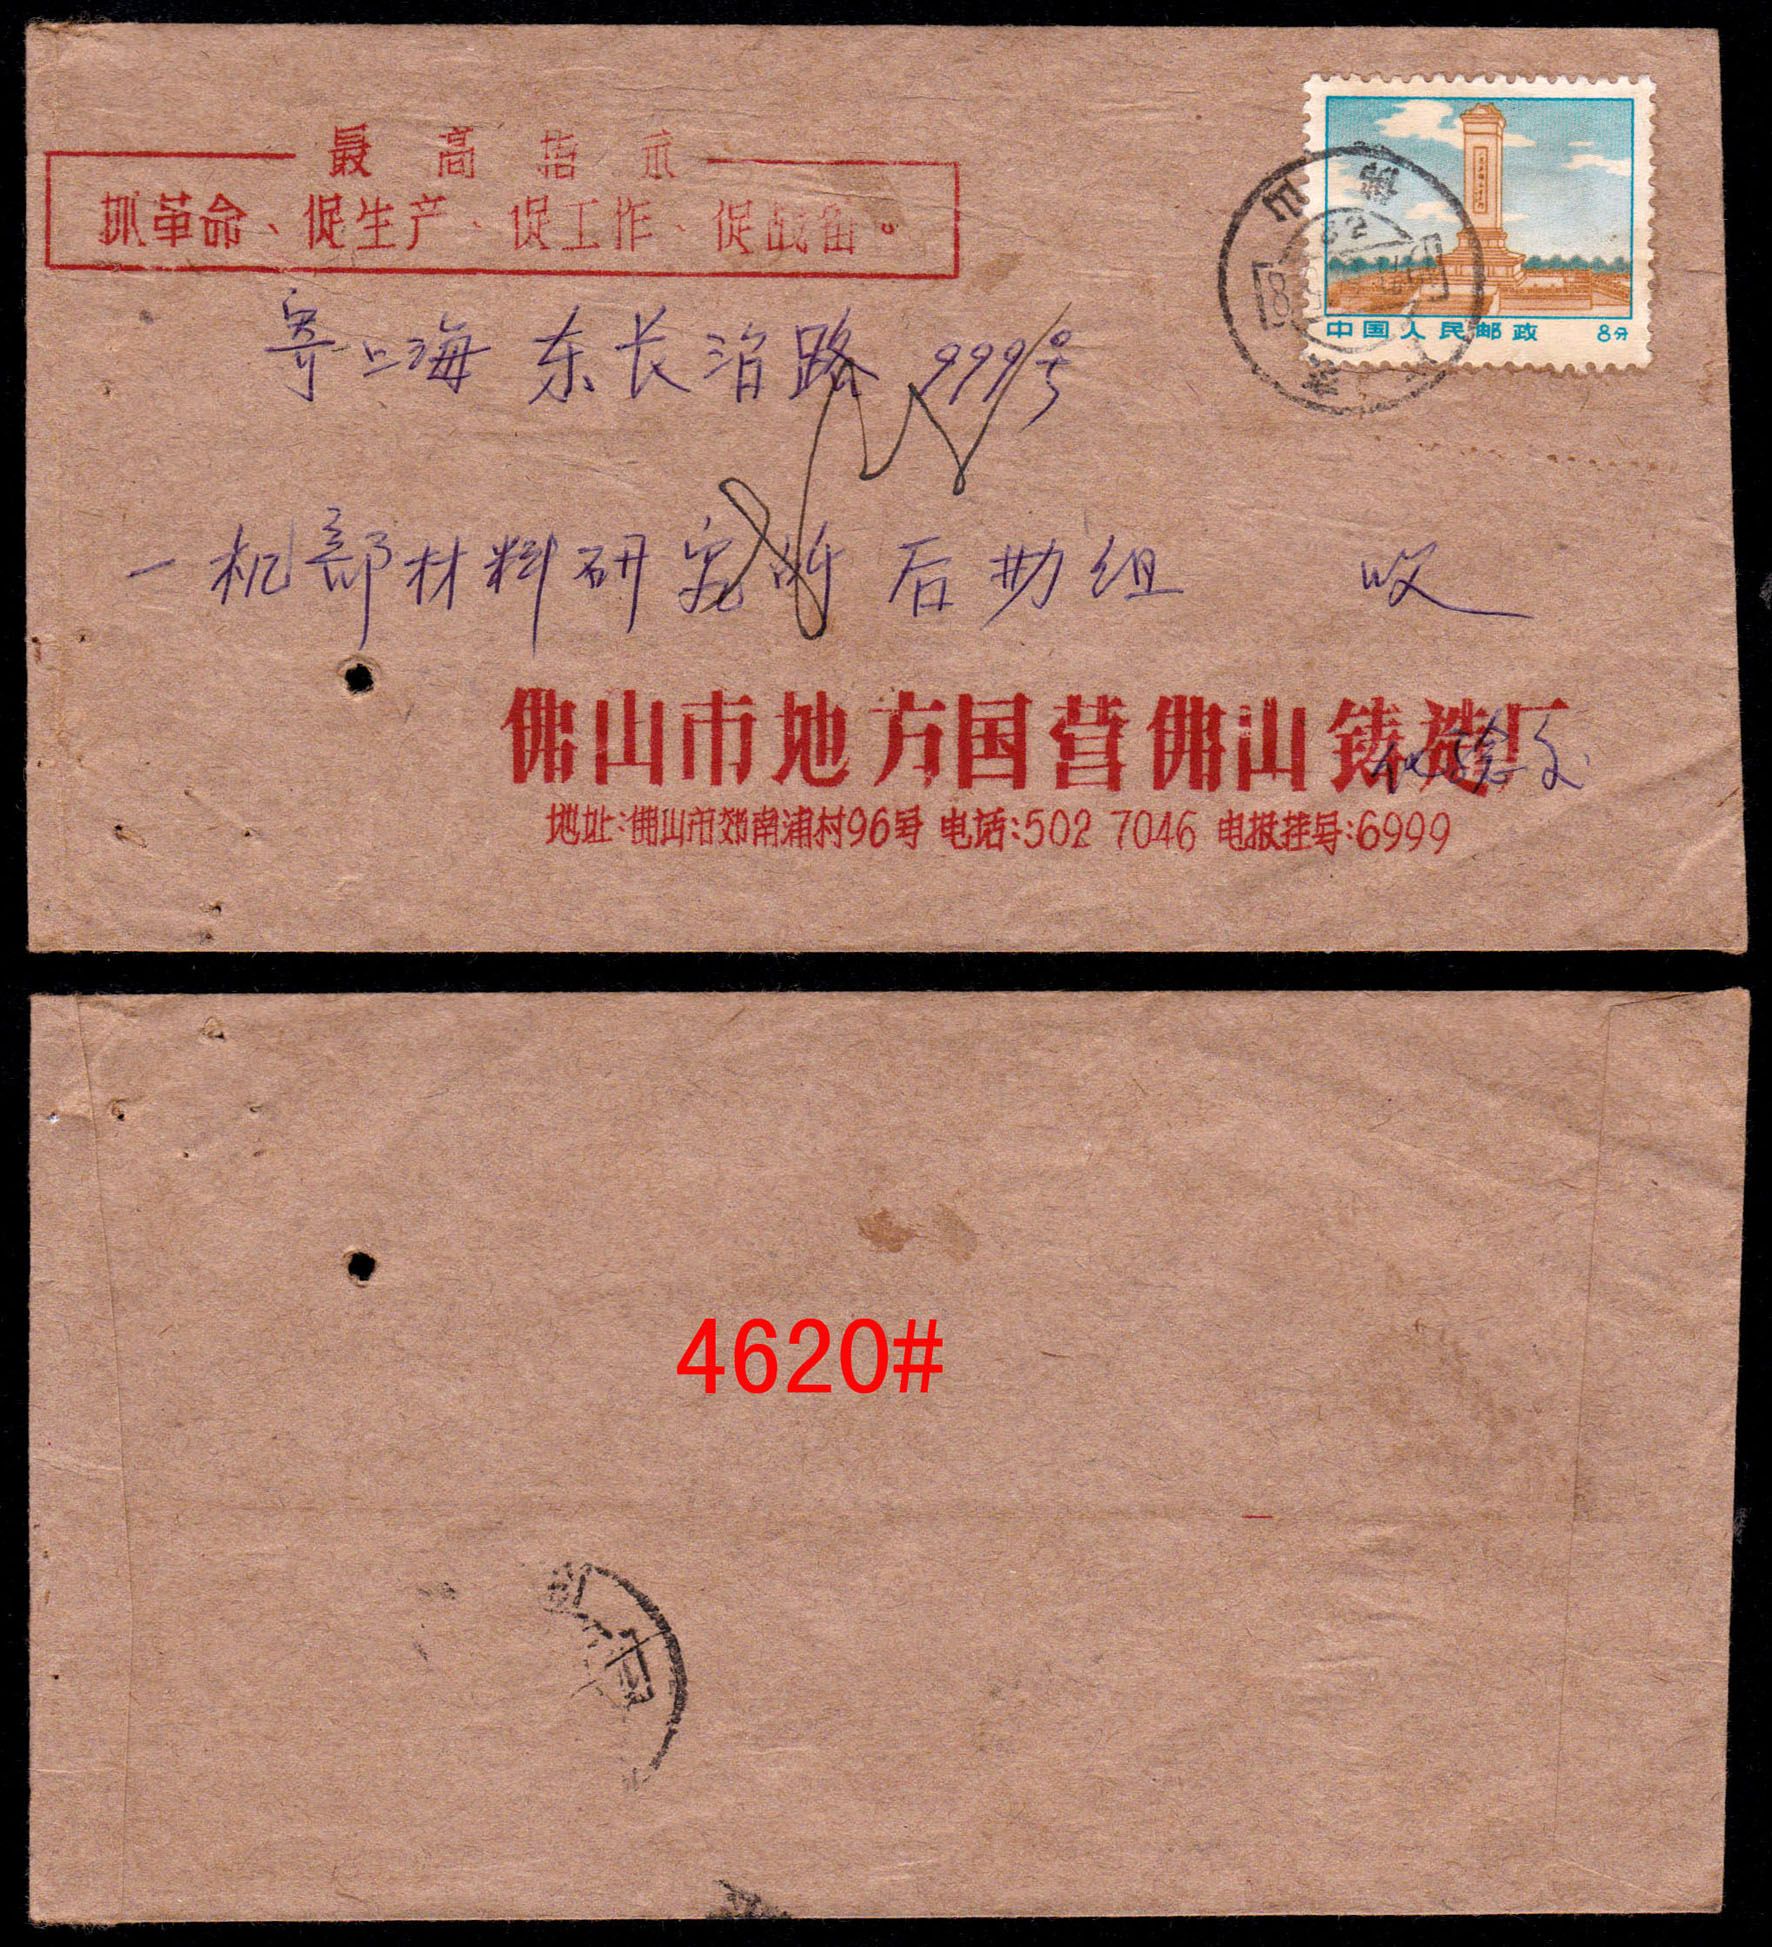 最高指示
抓革命、促生产、促工作、促战备。
中国人民邮政 8分
寄上海 东长治路 999号
一机部材料研究所 后勤组 收
佛山市地方国营佛山铸造厂
地址:佛山市郊南浦村96号 电话:502 7046 电报挂号:6999
4620#